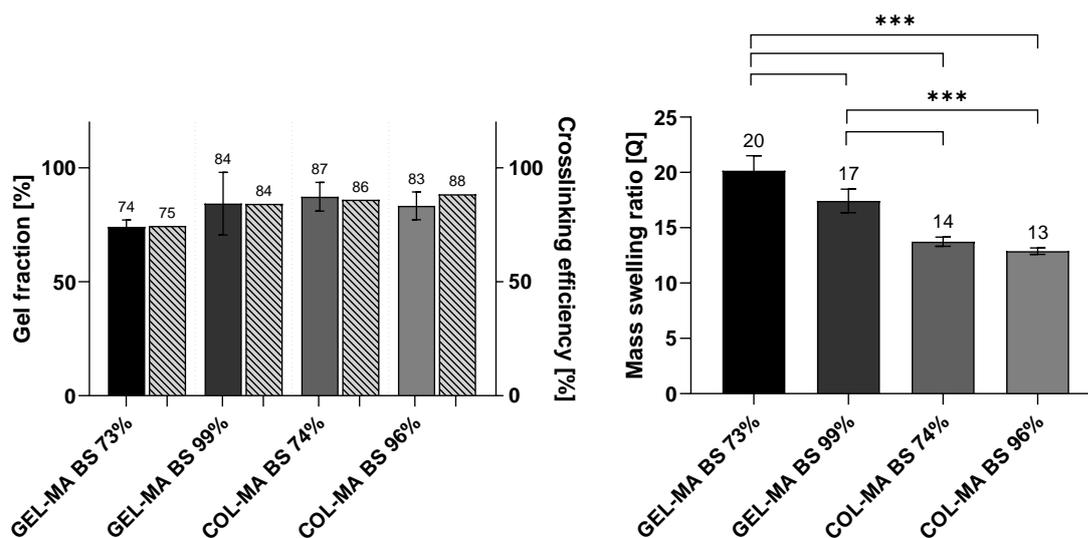 Gel fraction [%]
100
50
0
74
75
84
84
87
86
83
88
100
50
0
Crosslinking efficiency [%]
GEL-MA BS 73%
GEL-MA BS 99%
COL-MA BS 74%
COL-MA BS 96%
***
***
Mass swelling ratio [Q]
25
20
15
10
5
0
20
17
14
13
GEL-MA BS 73%
GEL-MA BS 99%
COL-MA BS 74%
COL-MA BS 96%